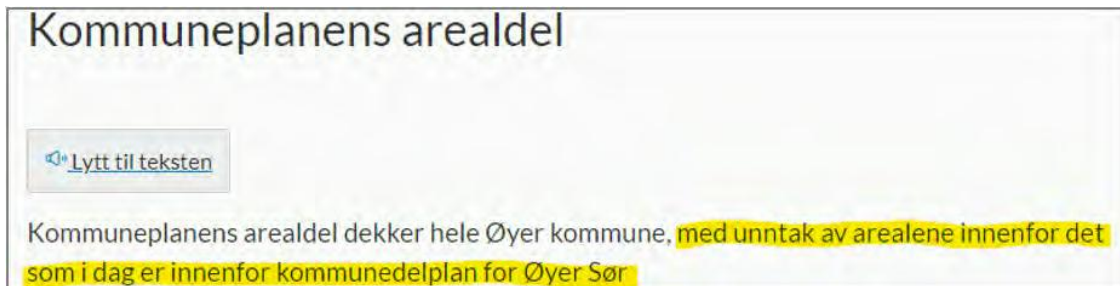 Kommuneplanens arealdel
Lytt til teksten
Kommuneplanens arealdel dekker hele Øyer kommune, med unntak av arealene innenfor det
som i dag er innenfor kommunedelplan for Øyer Sør